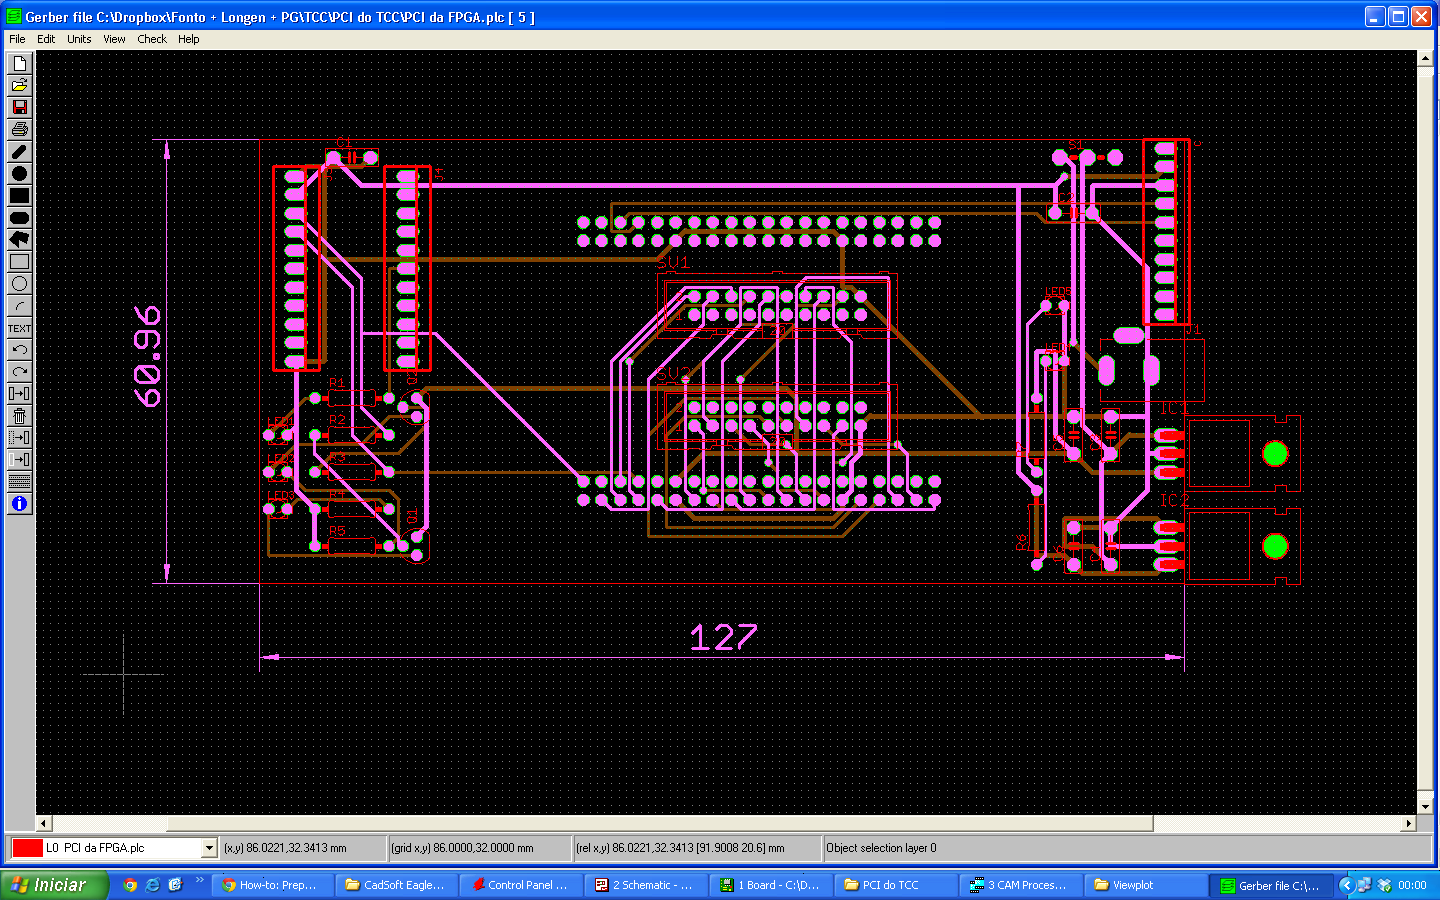 Gerber file C:\Dropbox\Fonto + Longen + PG\TCC\PCI do TCC\PCI da FPGA.plc [ 5 ]
File Edit Units View Check Help
TEXT
C1
S1
J4
SV1
LED5
20
J1
60.96
SV2
R1
IC1
R2
20
R3
LED3
R4
IC2
Q1
R5
R6
127
L0 PCI da FPGA.plc
(x,y) 86.0221,32.3413 mm
(grid x,y) 86.0000,32.0000 mm
(rel x,y) 86.0221,32.3413 [91.9008 20.6] mm
Object selection layer 0
Iniciar
How-to: Prep...
CadSoft Eagle...
Control Panel ...
2 Schematic - ...
1 Board - C:\D...
PCI do TCC
3 CAM Proces...
Viewplot
Gerber file C:\...
00:00